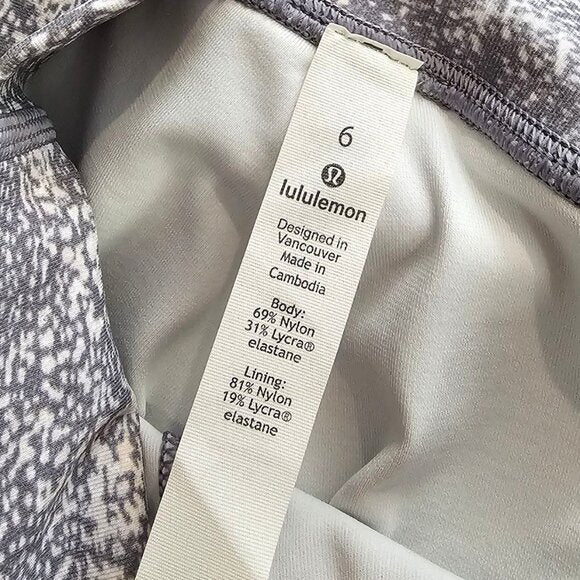 6
lululemon
Designed in
Vancouver
Made in
Cambodia
Body:
69% Nylon
31% Lycra®
elastane
Lining:
81% Nylon
19% Lycra®
elastane